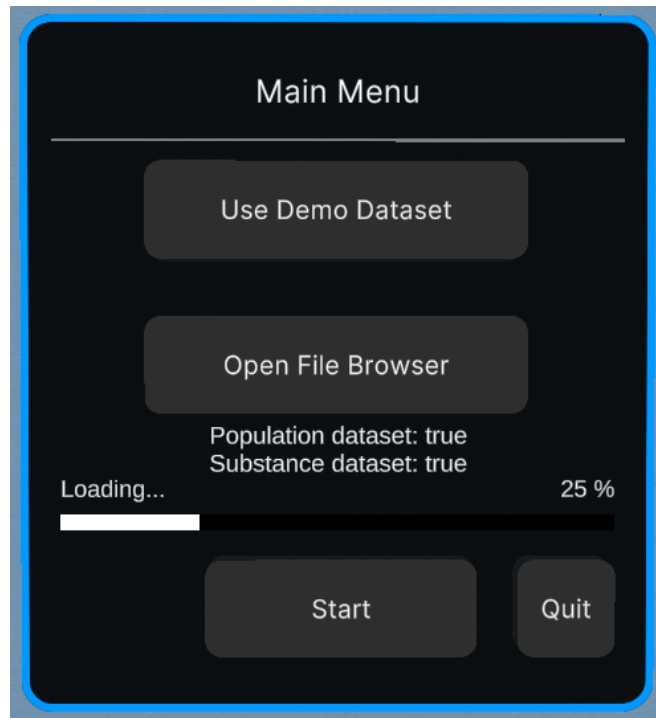 Main Menu
Use Demo Dataset
Open File Browser
Population dataset: true
Substance dataset: true
Loading... 25 %
Start Quit